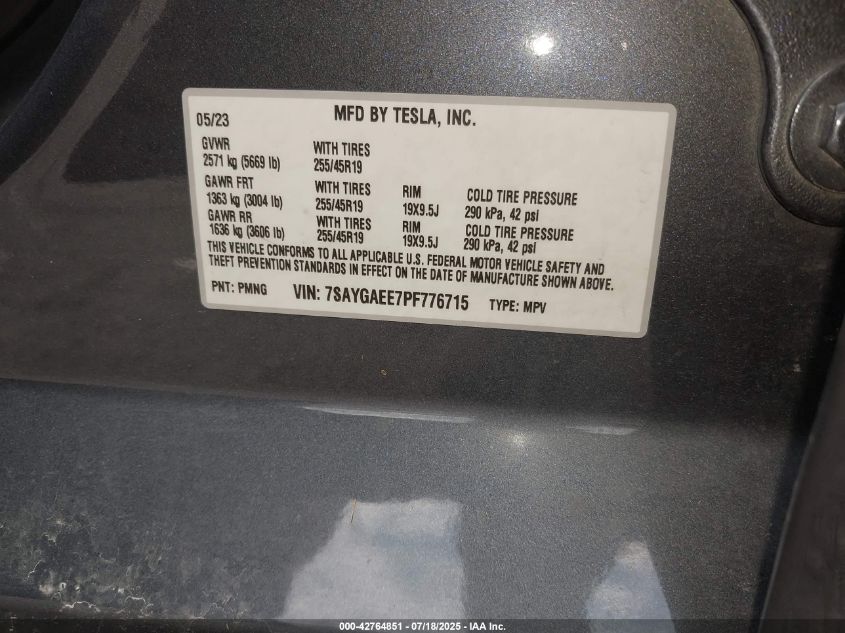 05/23
MFD BY TESLA, INC.
GVWR
2571 kg (5669 lb)
WITH TIRES
255/45R19
GAWR FRT
1363 kg (3004 lb)
WITH TIRES
255/45R19
RIM
19X9.5J
COLD TIRE PRESSURE
290 kPa, 42 psi
GAWR RR
1636 kg (3606 lb)
WITH TIRES
255/45R19
RIM
19X9.5J
COLD TIRE PRESSURE
290 kPa, 42 psi
THIS VEHICLE CONFORMS TO ALL APPLICABLE U.S. FEDERAL MOTOR VEHICLE SAFETY AND
THEFT PREVENTION STANDARDS IN EFFECT ON THE DATE OF MANUFACTURE SHOWN ABOVE.
PNT: PMNG VIN: 7SAYGAEE7PF776715 TYPE: MPV
000-42764851 - 07/18/2025 - IAA Inc.